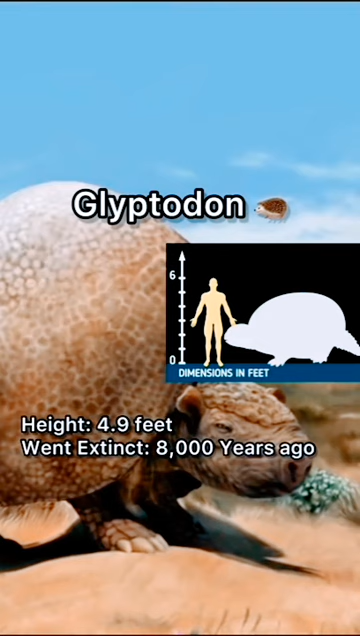 Glyptodon 🦔
6
0
DIMENSIONS IN FEET
Height: 4.9 feet
Went Extinct: 8,000 Years ago